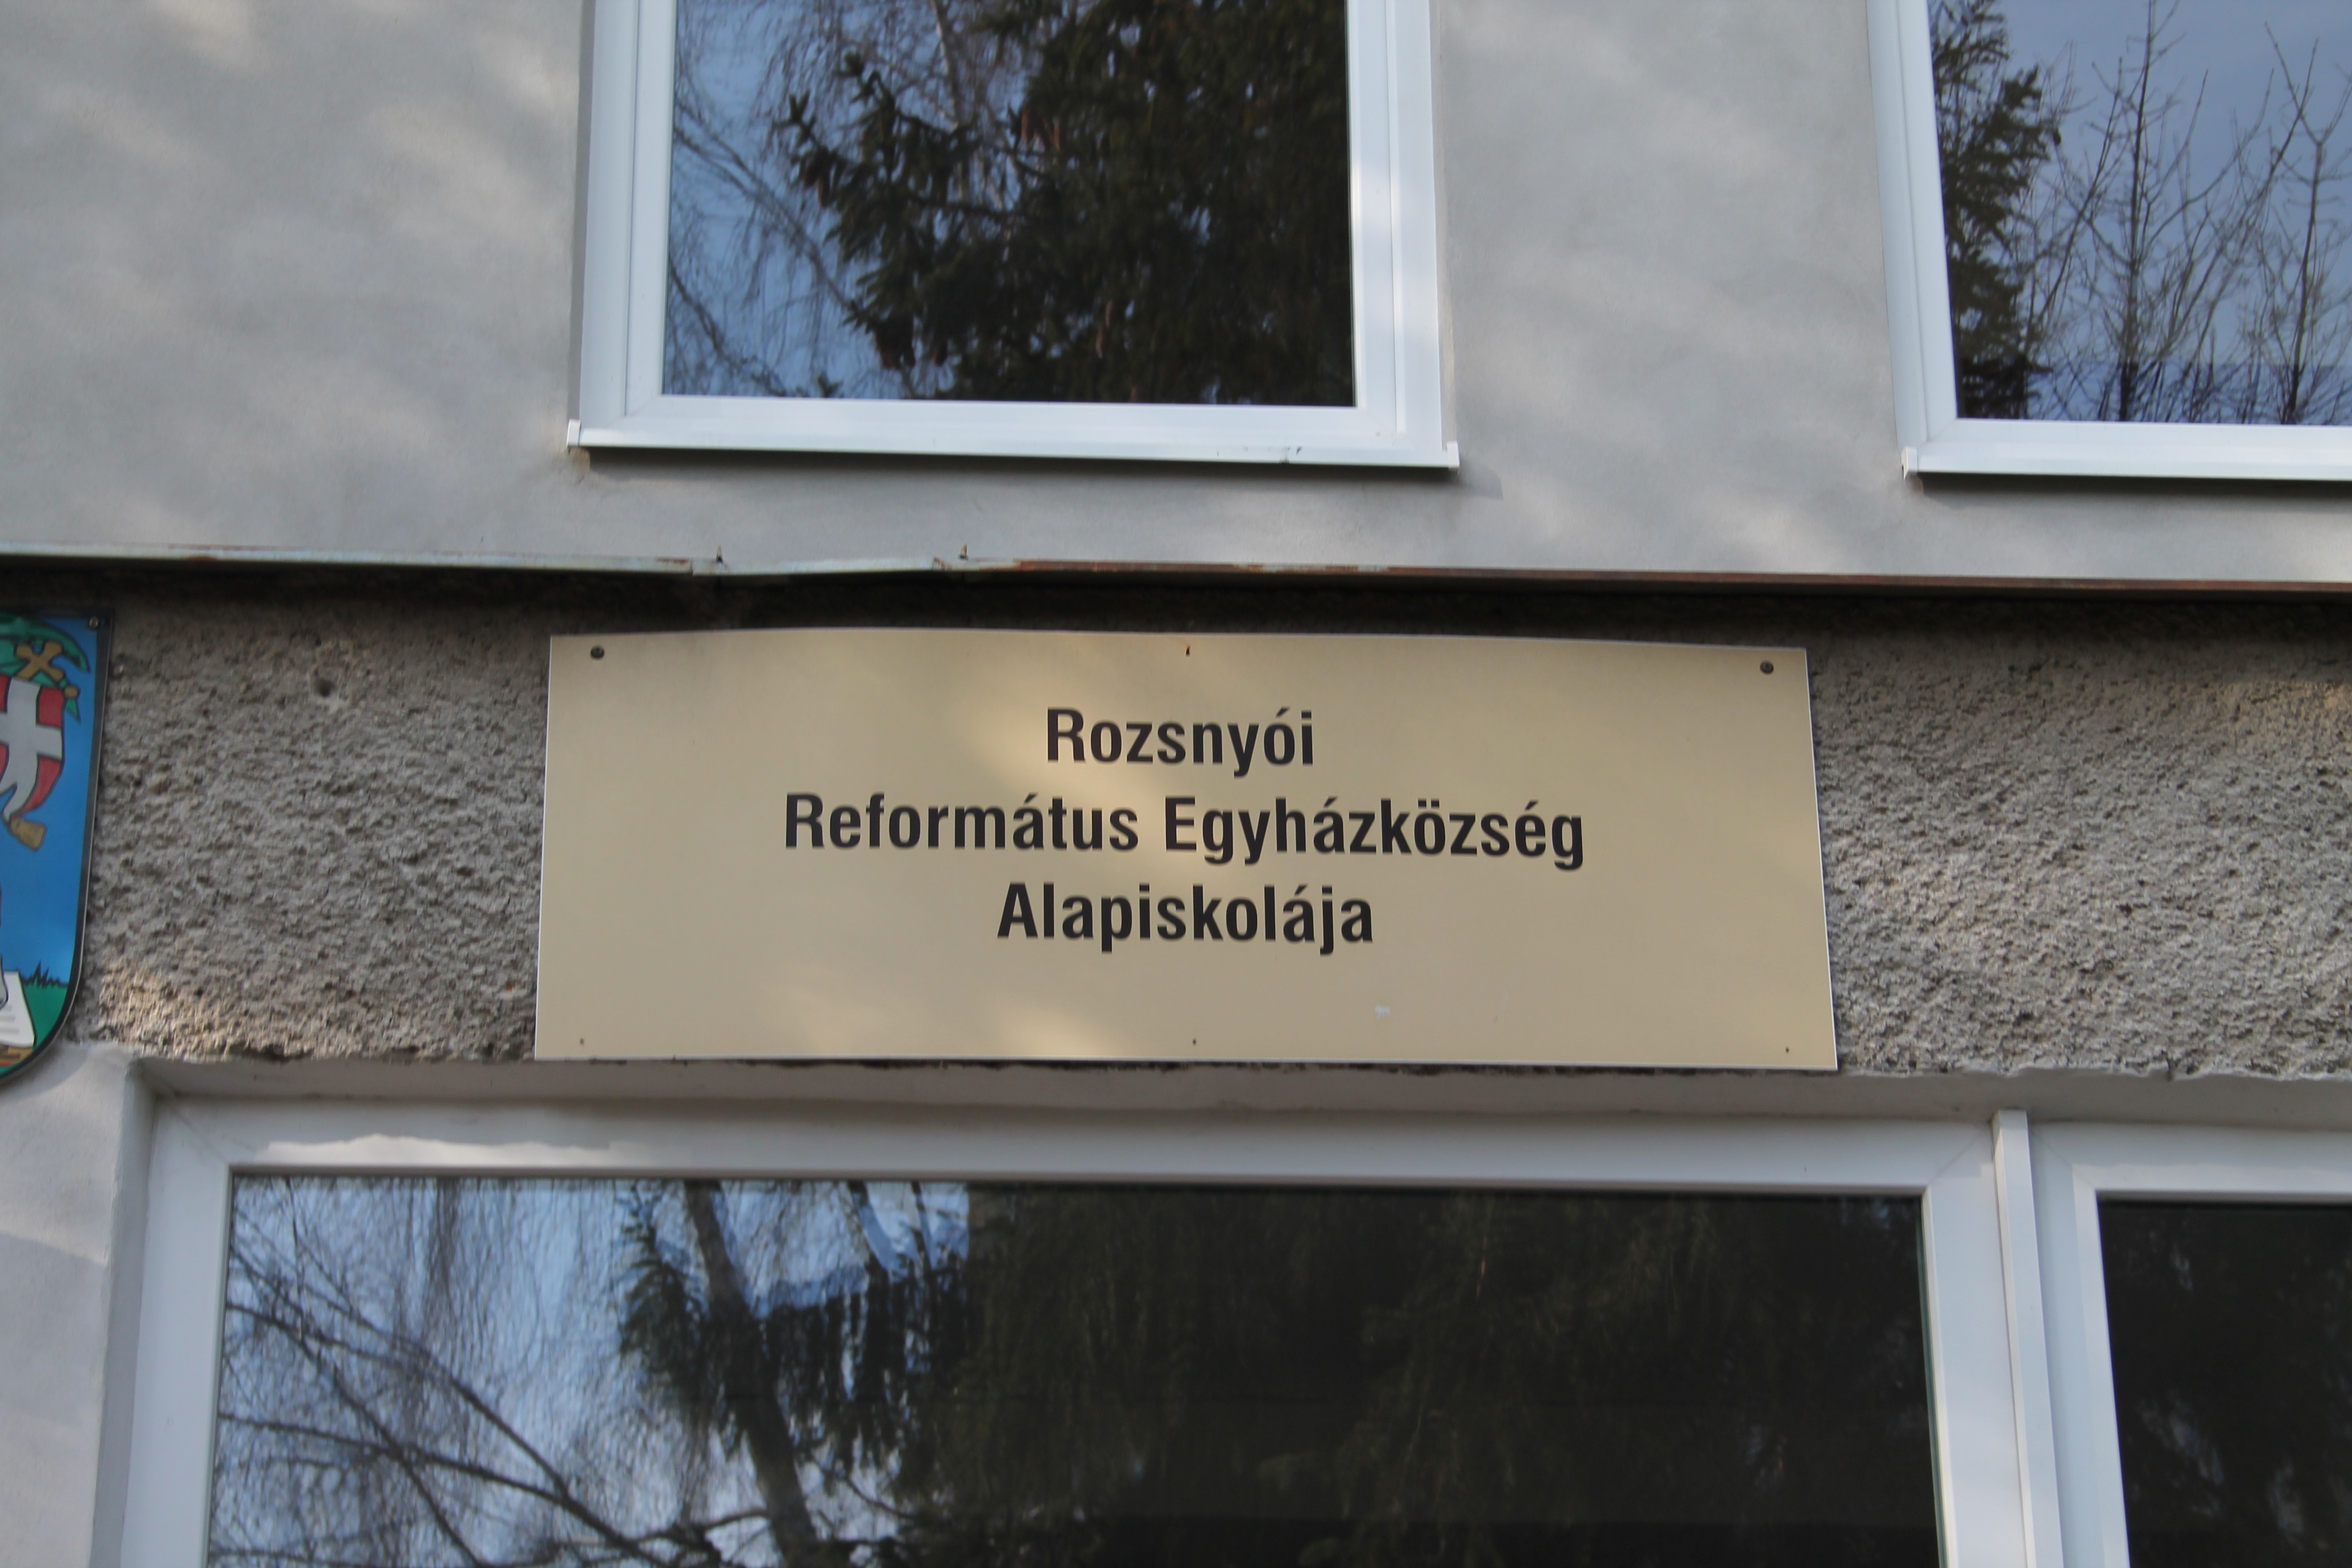 Rozsnyói
Református Egyházközség
Alapiskolája